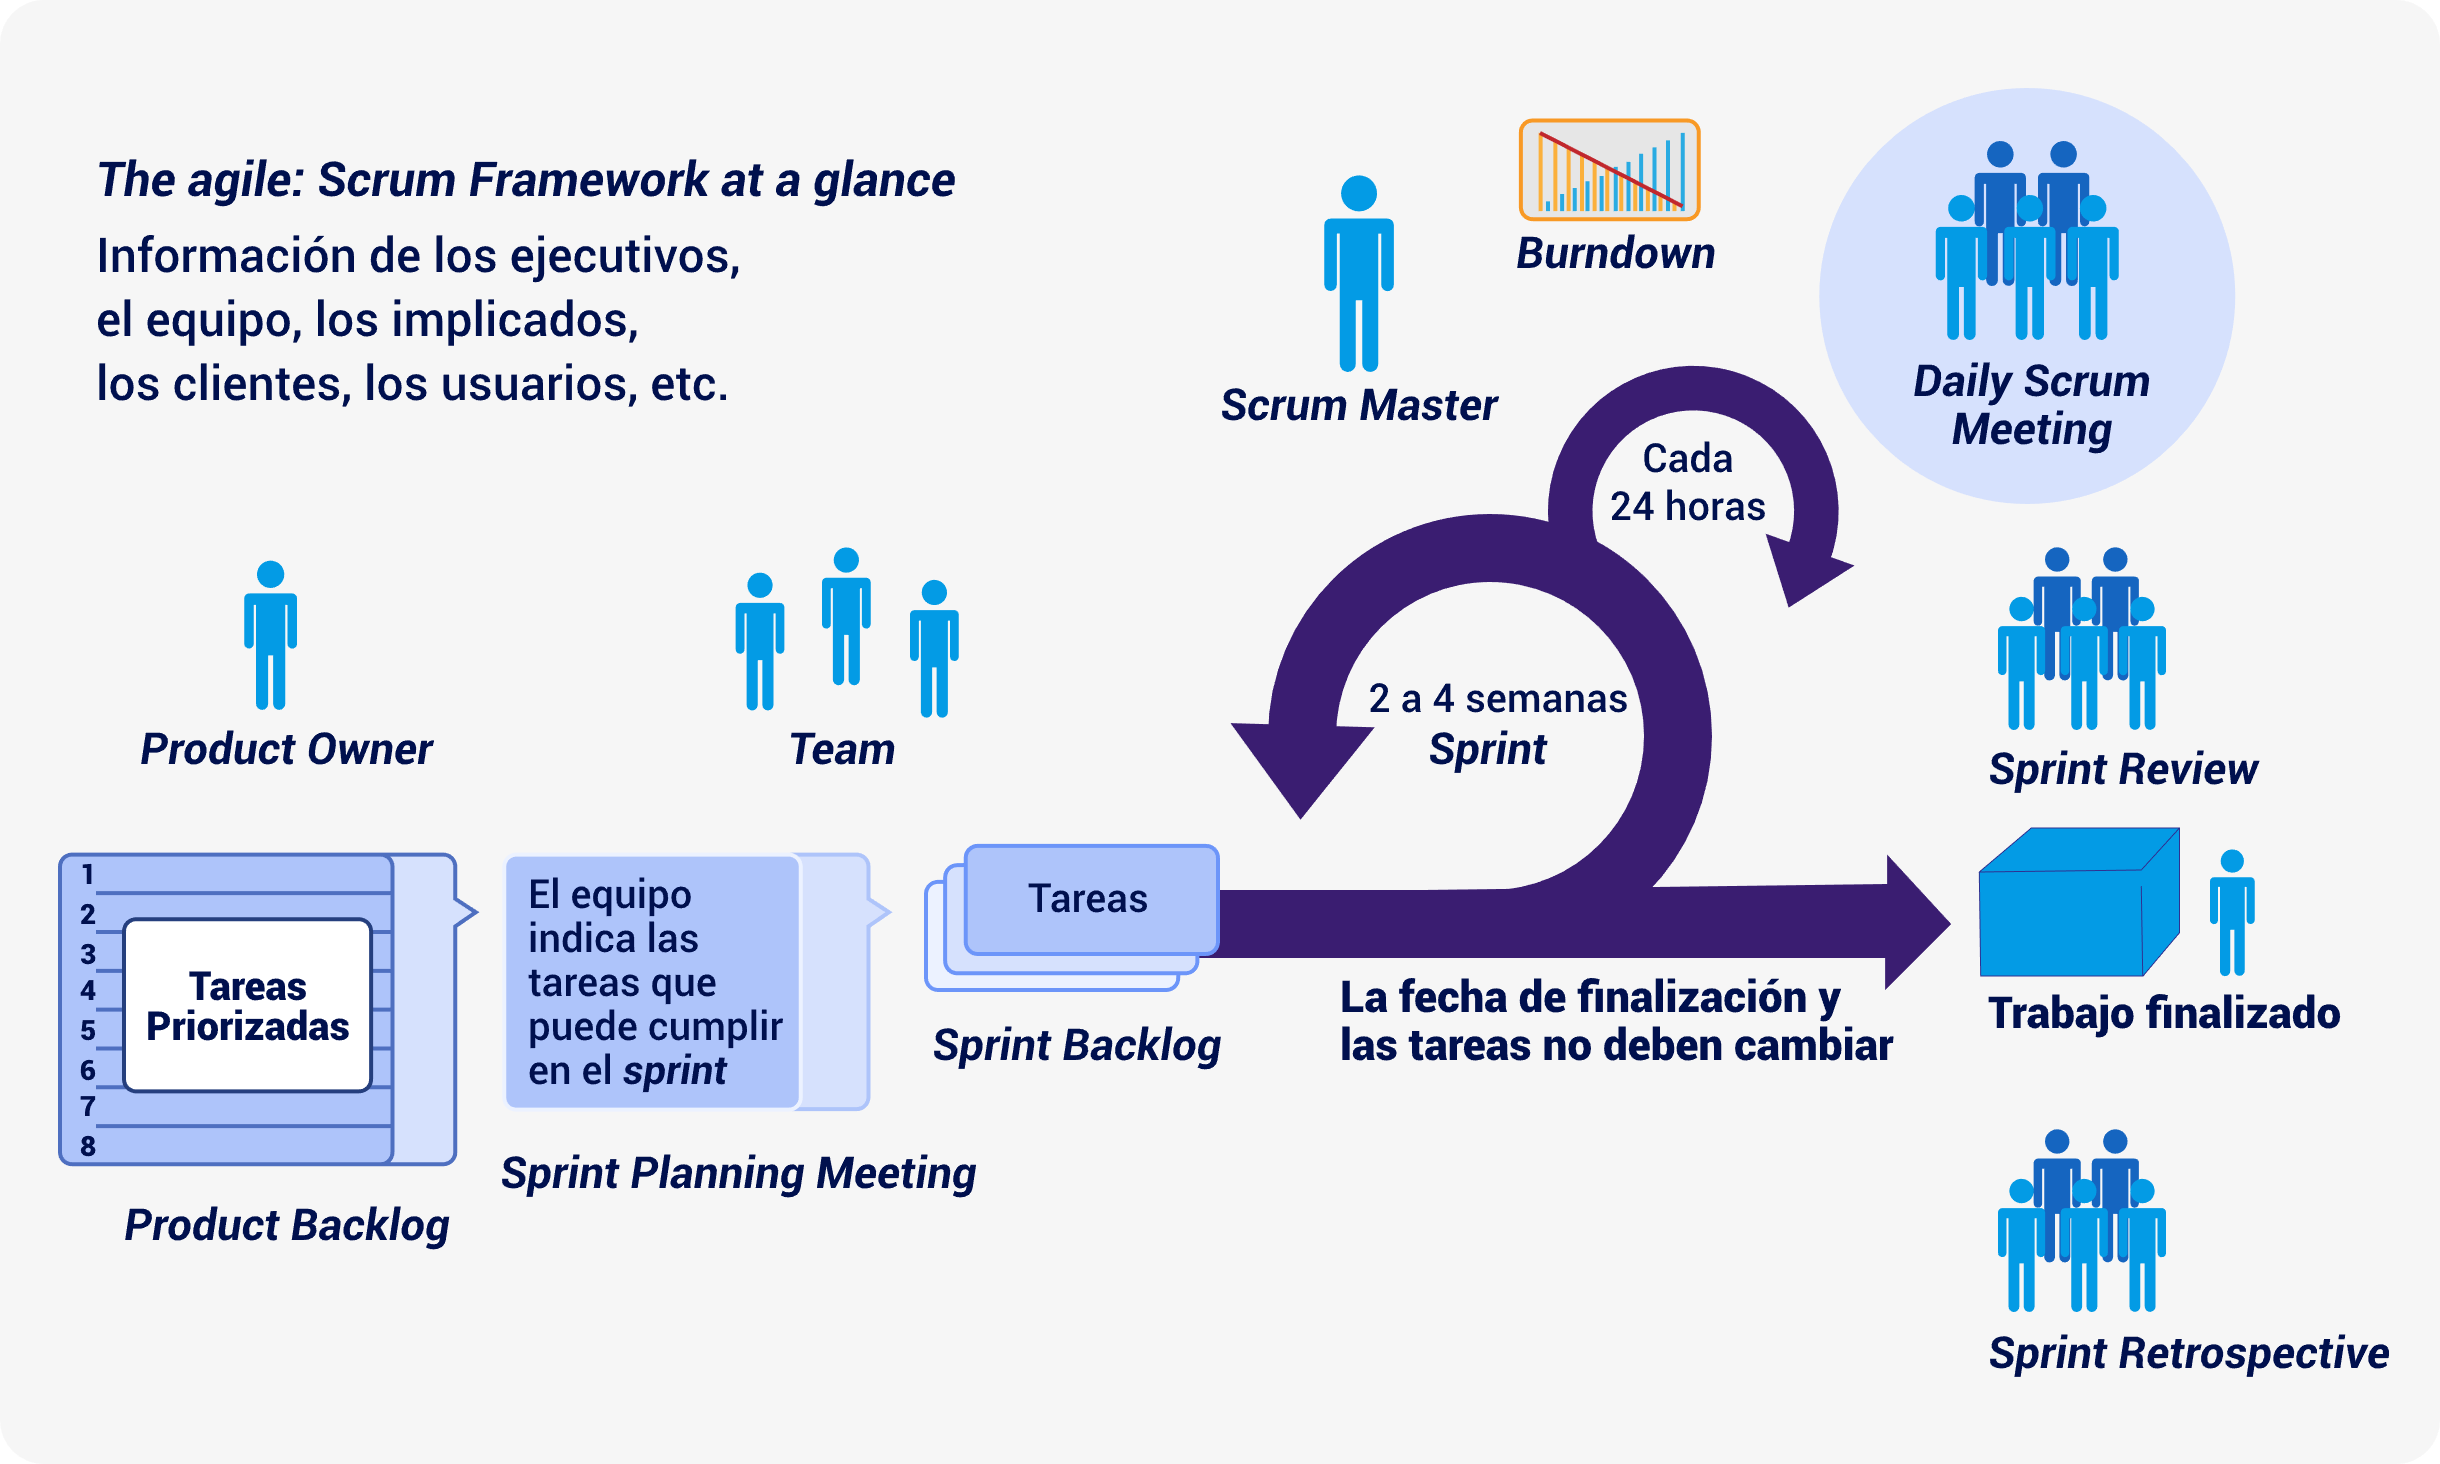 The agile: Scrum Framework at a glance
Información de los ejecutivos,
el equipo, los implicados,
los clientes, los usuarios, etc.
Burndown
Scrum Master
Daily Scrum
Meeting
Cada
24 horas
2 a 4 semanas
Sprint
Product Owner
Team
Sprint Review
1
2
3
4
5
6
7
8
Tareas
Priorizadas
Product Backlog
El equipo
indica las
tareas que
puede cumplir
en el sprint
Sprint Planning Meeting
Tareas
Sprint Backlog
La fecha de finalización y
las tareas no deben cambiar
Trabajo finalizado
Sprint Retrospective